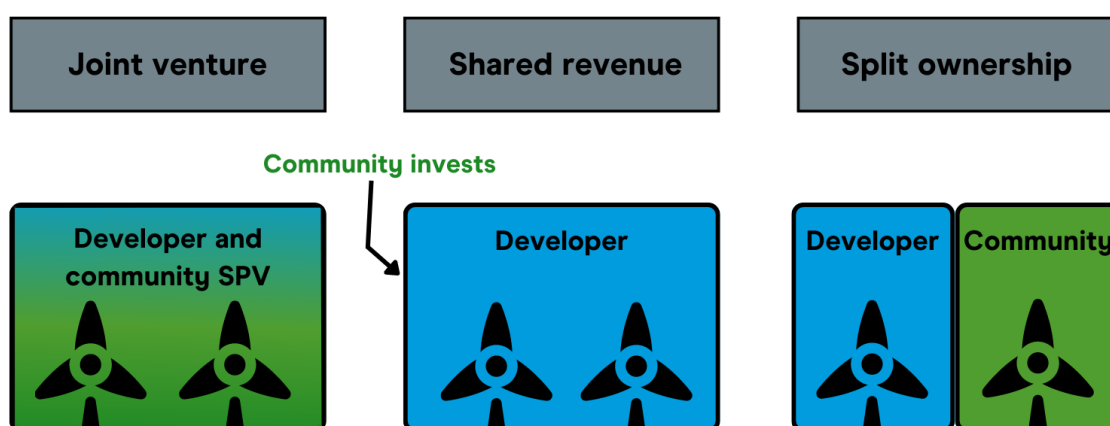 Joint venture
Shared revenue
Split ownership
Community invests
Developer and
community SPV
Developer
Developer
Community